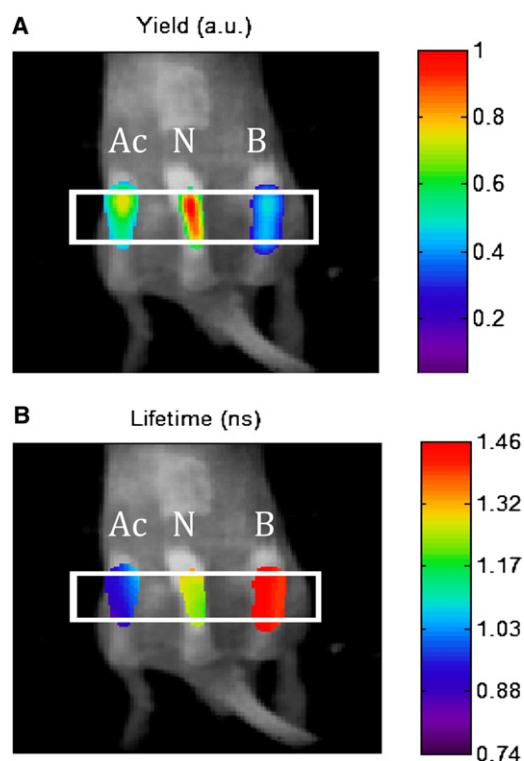 A
Yield (a.u.)
Ac N B
1
0.8
0.6
0.4
0.2
B
Lifetime (ns)
Ac N B
1.46
1.32
1.17
1.03
0.88
0.74